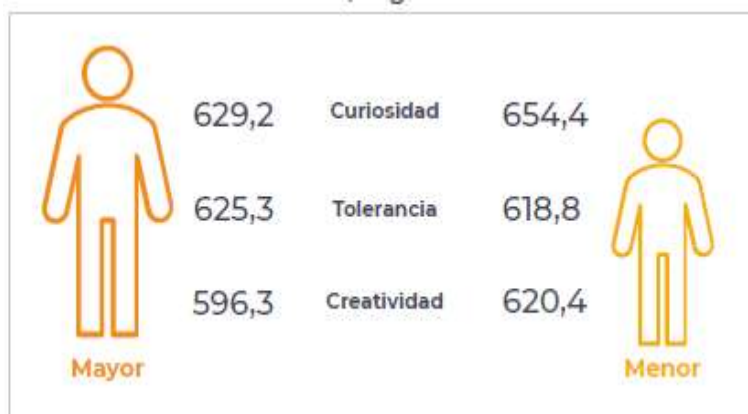 629,2 Curiosidad 654,4
625,3 Tolerancia 618,8
596,3 Creatividad 620,4
Mayor Menor